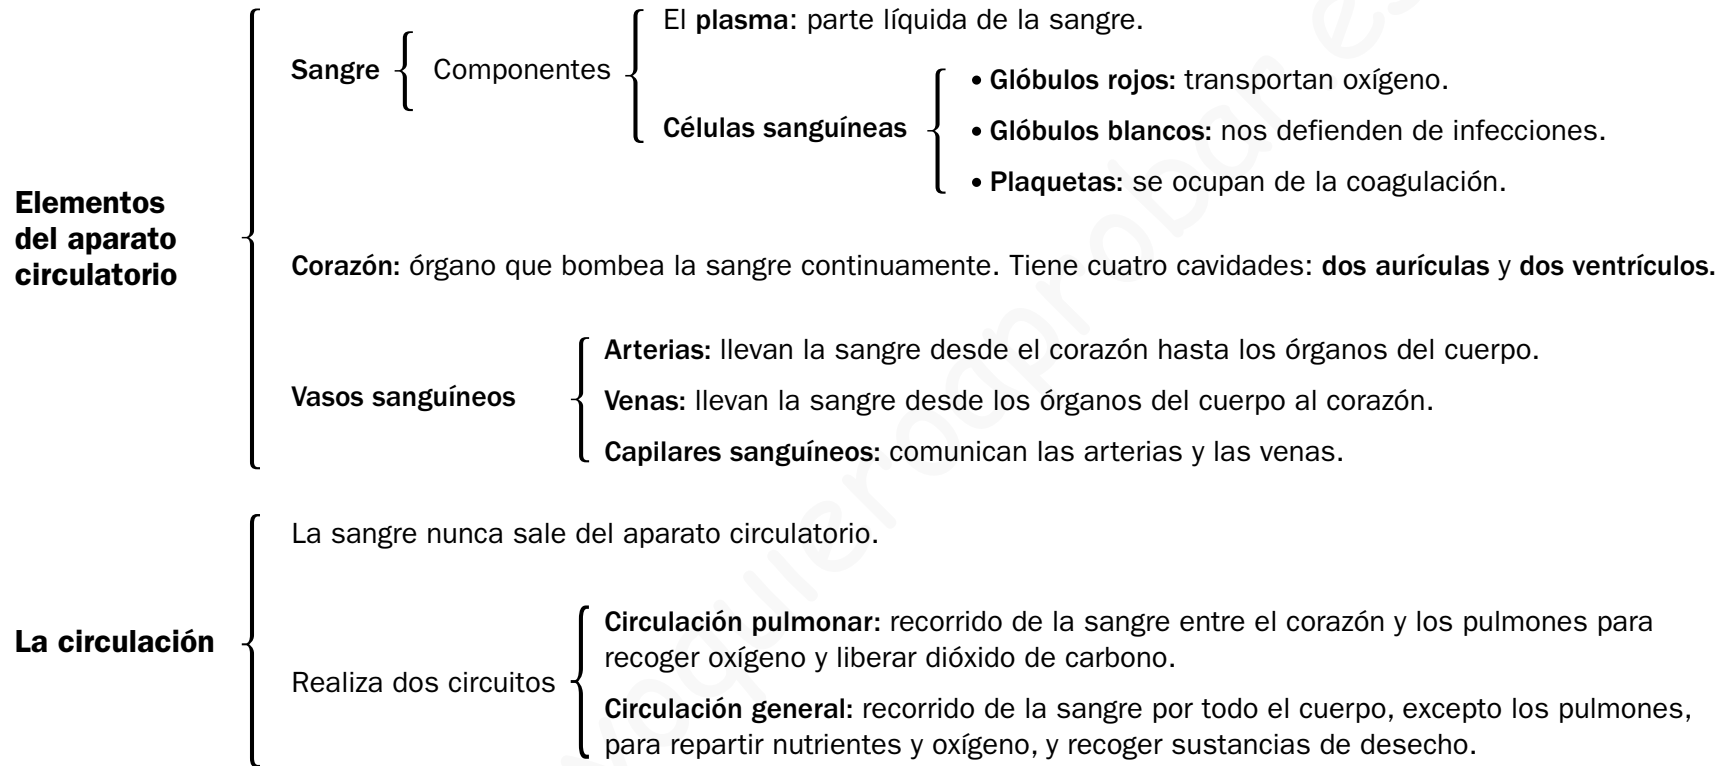 El plasma: parte líquida de la sangre.
Sangre
Componentes
Células sanguíneas
• Glóbulos rojos: transportan oxígeno.
• Glóbulos blancos: nos defienden de infecciones.
• Plaquetas: se ocupan de la coagulación.
Elementos
del aparato
circulatorio
Corazón: órgano que bombea la sangre continuamente. Tiene cuatro cavidades: dos aurículas y dos ventrículos.
Vasos sanguíneos
Arterias: llevan la sangre desde el corazón hasta los órganos del cuerpo.
Venas: llevan la sangre desde los órganos del cuerpo al corazón.
Capilares sanguíneos: comunican las arterias y las venas.
La circulación
La sangre nunca sale del aparato circulatorio.
Realiza dos circuitos
Circulación pulmonar: recorrido de la sangre entre el corazón y los pulmones para
recoger oxígeno y liberar dióxido de carbono.
Circulación general: recorrido de la sangre por todo el cuerpo, excepto los pulmones,
para repartir nutrientes y oxígeno, y recoger sustancias de desecho.